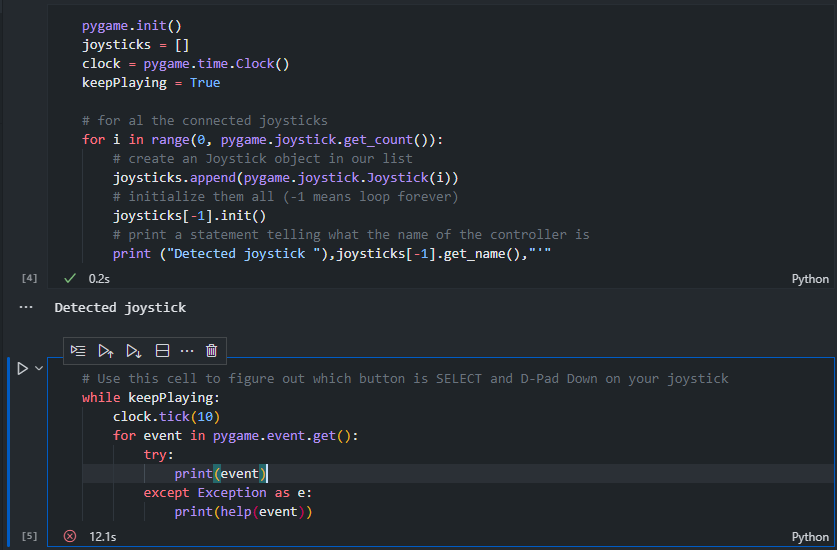 pygame.init()
joysticks = []
clock = pygame.time.Clock()
keepPlaying = True
# for al the connected joysticks
for i in range(0, pygame.joystick.get_count()):
# create an Joystick object in our list
joysticks.append(pygame.joystick.Joystick(i))
# initialize them all (-1 means loop forever)
joysticks[-1].init()
# print a statement telling what the name of the controller is
print ("Detected joystick "),joysticks[-1].get_name(),"'"
[4] 0.2s Python
... Detected joystick
# Use this cell to figure out which button is SELECT and D-Pad Down on your joystick
while keepPlaying:
clock.tick(10)
for event in pygame.event.get():
try:
print(event)
except Exception as e:
print(help(event))
[5] 12.1s Python